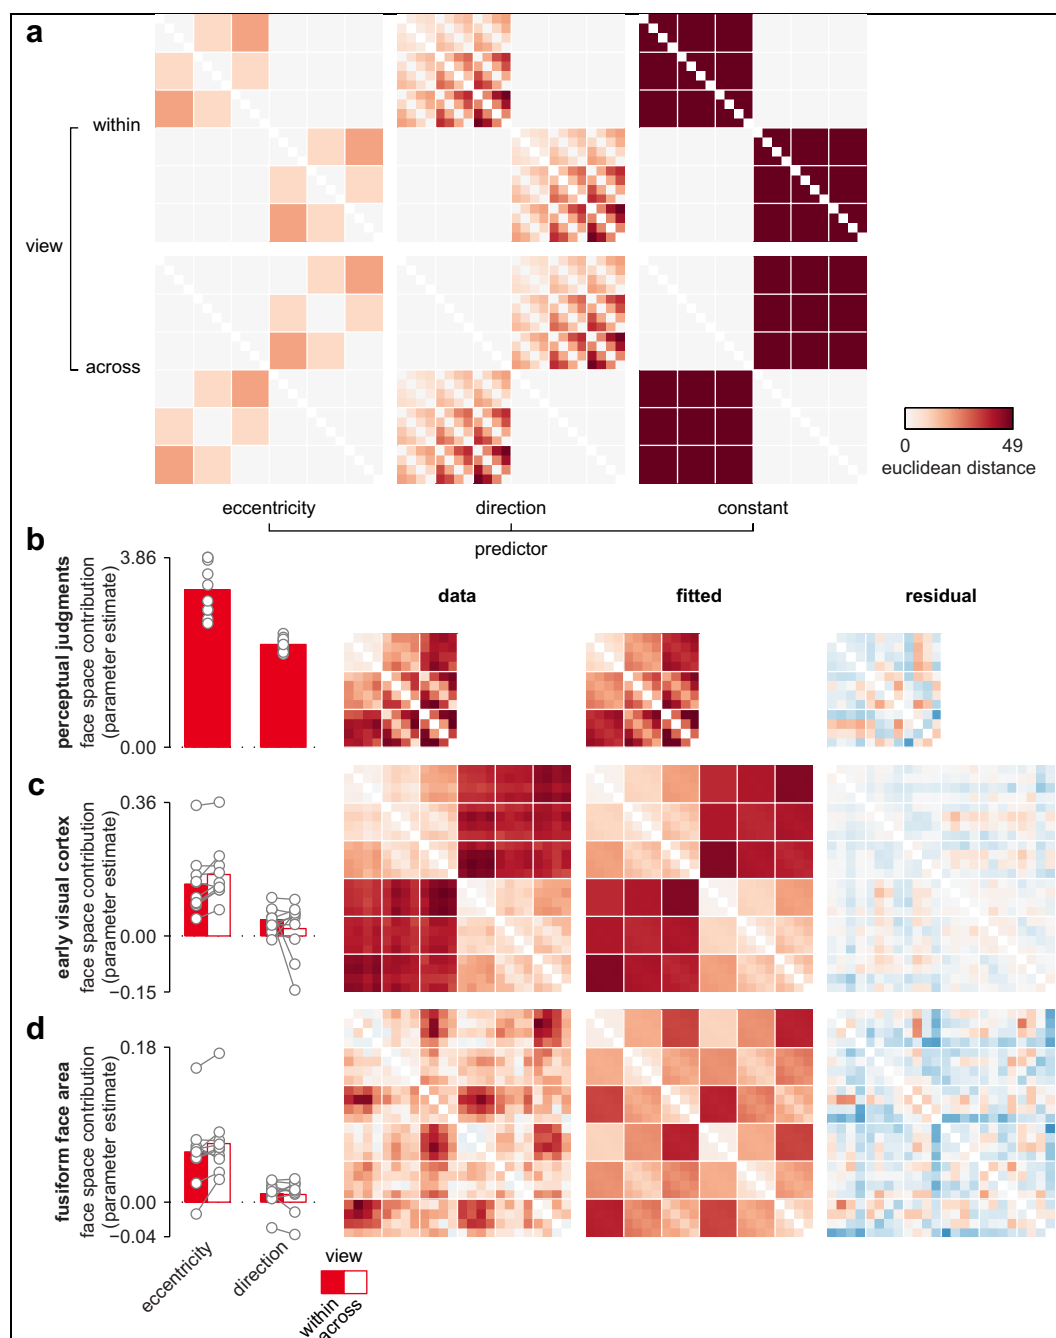 a
within
view
across
0 49
euclidean distance
eccentricity direction constant
predictor
b
perceptual judgments
face space contribution
(parameter estimate)
3.86
0.00
data fitted residual
c
early visual cortex
face space contribution
(parameter estimate)
0.36
0.00
−0.15
d
fusiform face area
face space contribution
(parameter estimate)
0.18
0.00
−0.04
eccentricity
direction
view
within
across